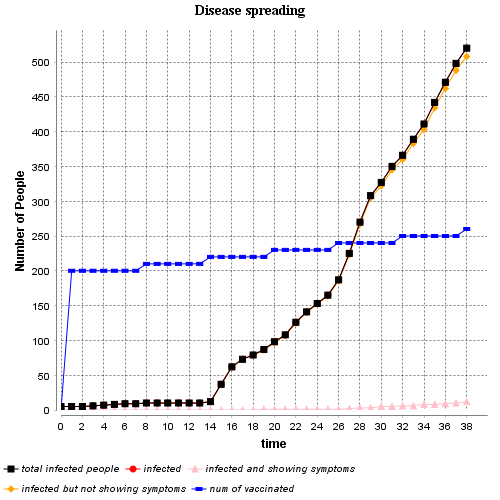 Disease spreading
Number of People
500
450
400
350
300
250
200
150
100
50
0
0 2 4 6 8 10 12 14 16 18 20 22 24 26 28 30 32 34 36 38
time
total infected people infected infected and showing symptoms
infected but not showing symptoms num of vaccinated